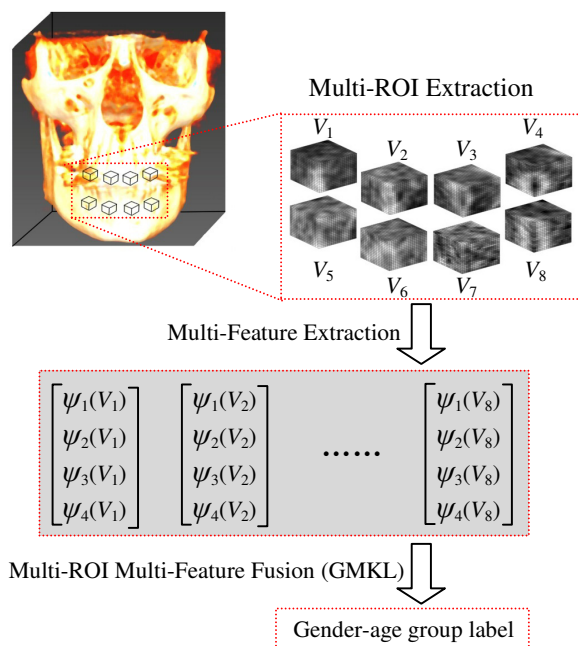 Multi-ROI Extraction
V1 V2 V3 V4
V5 V6 V7 V8
Multi-Feature Extraction
ψ1(V1) ψ1(V2) ψ1(V8)
ψ2(V1) ψ2(V2) ψ2(V8)
ψ3(V1) ψ3(V2) …… ψ3(V8)
ψ4(V1) ψ4(V2) ψ4(V8)
Multi-ROI Multi-Feature Fusion (GMKL)
Gender-age group label